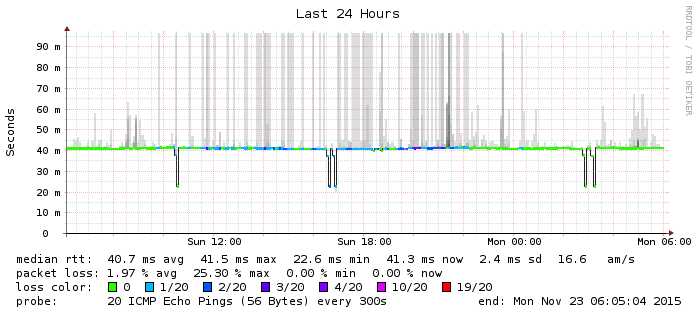 Last 24 Hours
RRDTOOL / TOBI OETIKER
Seconds
90 m
80 m
70 m
60 m
50 m
40 m
30 m
20 m
10 m
0
Sun 12:00 Sun 18:00 Mon 00:00 Mon 06:00
median rtt: 40.7 ms avg 41.5 ms max 22.6 ms min 41.3 ms now 2.4 ms sd 16.6 am/s
packet loss: 1.97 % avg 25.30 % max 0.00 % min 0.00 % now
loss color: 0 1/20 2/20 3/20 4/20 10/20 19/20
probe: 20 ICMP Echo Pings (56 Bytes) every 300s end: Mon Nov 23 06:05:04 2015